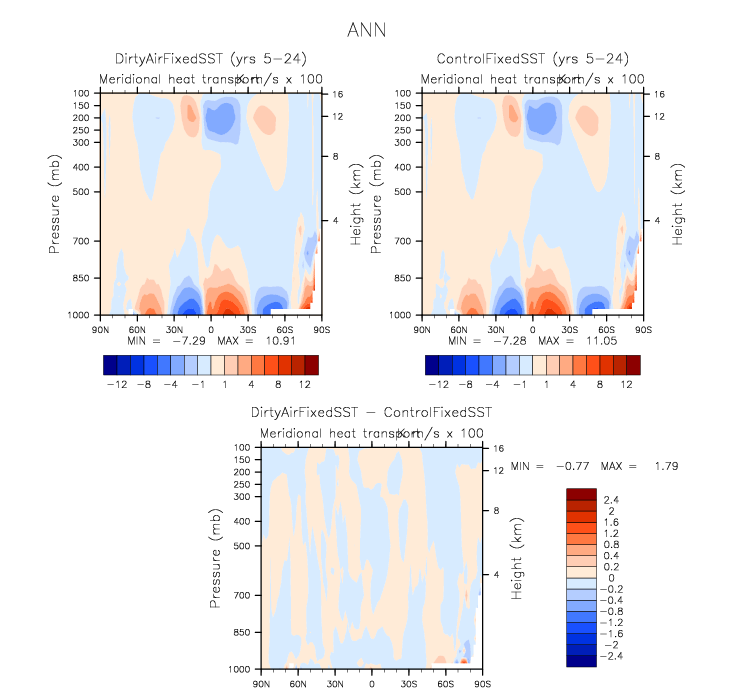 ANN
DirtyAirFixedSST (yrs 5-24)
Meridional heat transport K m/s x 100
100
150
200
250
300
400
500
700
850
1000
Pressure (mb)
16
12
8
4
Height (km)
90N 60N 30N 0 30S 60S 90S
MIN = -7.29 MAX = 10.91
-12 -8 -4 -1 1 4 8 12
ControlFixedSST (yrs 5-24)
Meridional heat transport K m/s x 100
100
150
200
250
300
400
500
700
850
1000
Pressure (mb)
16
12
8
4
Height (km)
90N 60N 30N 0 30S 60S 90S
MIN = -7.28 MAX = 11.05
-12 -8 -4 -1 1 4 8 12
DirtyAirFixedSST - ControlFixedSST
Meridional heat transport K m/s x 100
100
150
200
250
300
400
500
700
850
1000
Pressure (mb)
16
12
8
4
Height (km)
90N 60N 30N 0 30S 60S 90S
MIN = -0.77 MAX = 1.79
2.4
2
1.6
1.2
0.8
0.4
0.2
0
-0.2
-0.4
-0.8
-1.2
-1.6
-2
-2.4